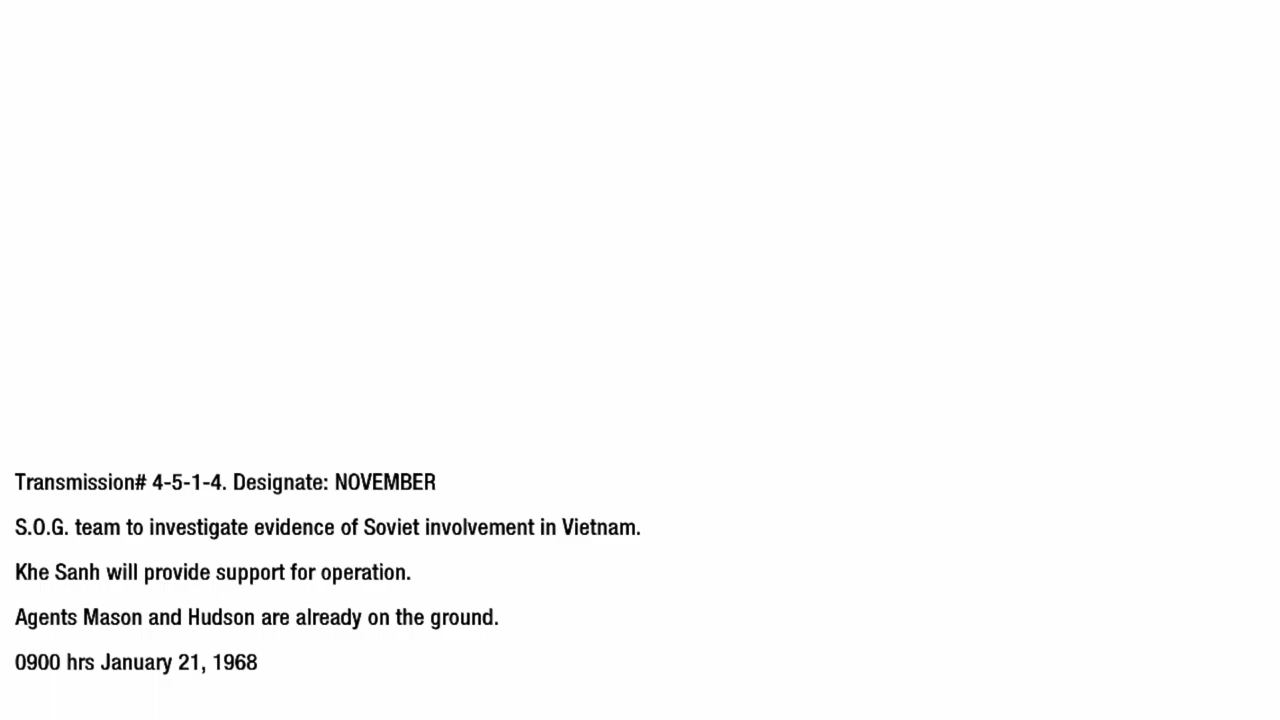 Transmission# 4-5-1-4. Designate: NOVEMBER
S.O.G. team to investigate evidence of Soviet involvement in Vietnam.
Khe Sanh will provide support for operation.
Agents Mason and Hudson are already on the ground.
0900 hrs January 21, 1968